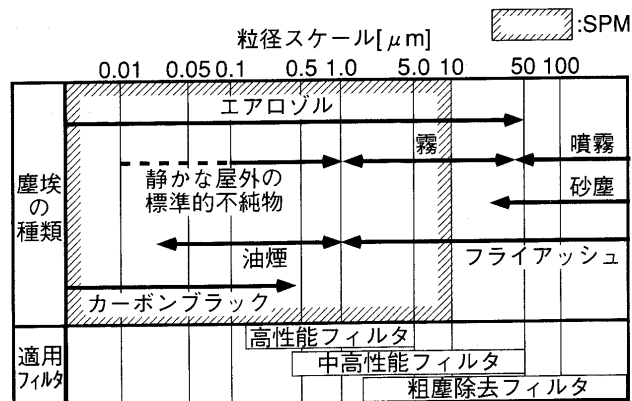 :SPM
粒径スケール[μm]
0.01 0.05 0.1 0.5 1.0 5.0 10 50 100
エアロゾル
霧 噴霧
静かな屋外の
標準的不純物
砂塵
油煙 フライアッシュ
カーボンブラック
塵埃
の
種類
高性能フィルタ
中高性能フィルタ
粗塵除去フィルタ
適用
フィルタ